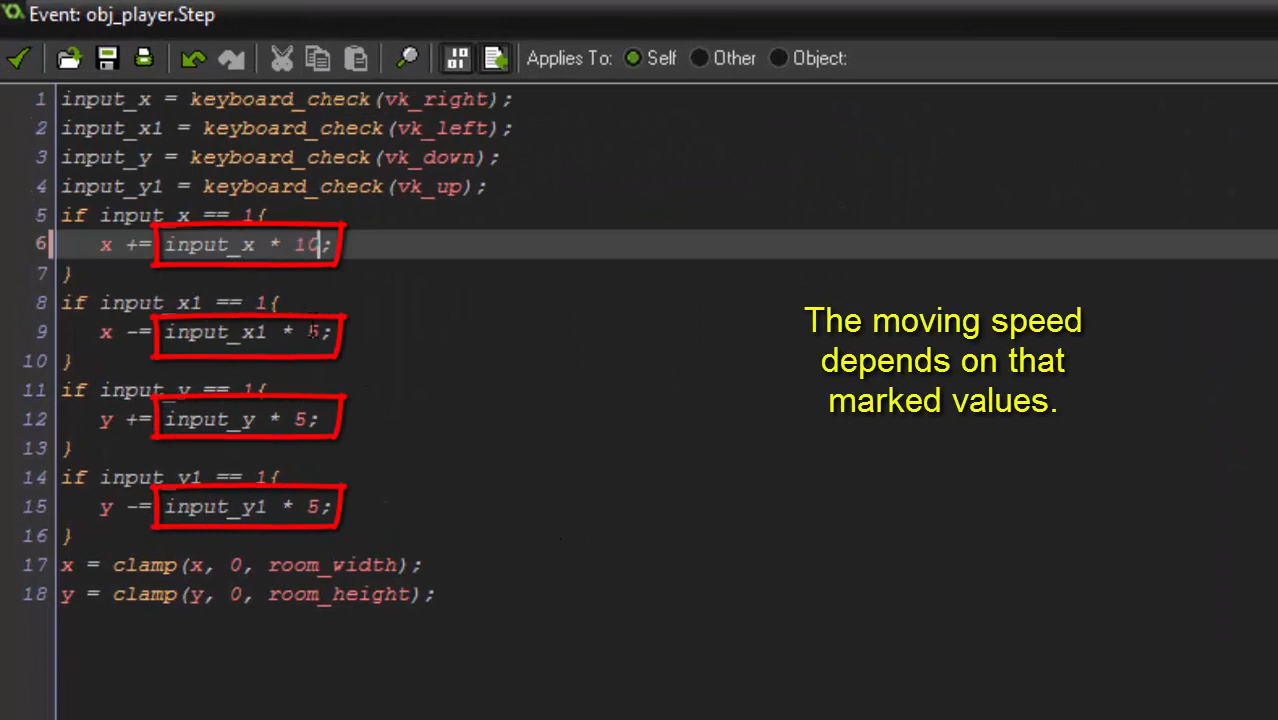 Event: obj_player.Step
Applies To: Self Other Object:
1 input_x = keyboard_check(vk_right);
2 input_x1 = keyboard_check(vk_left);
3 input_y = keyboard_check(vk_down);
4 input_y1 = keyboard_check(vk_up);
5 if input_x == 1{
6 x += input_x * 10;
7 }
8 if input_x1 == 1{
9 x -= input_x1 * 5;
10 }
11 if input_y == 1{
12 y += input_y * 5;
13 }
14 if input_y1 == 1{
15 y -= input_y1 * 5;
16 }
17 x = clamp(x, 0, room_width);
18 y = clamp(y, 0, room_height);
The moving speed
depends on that
marked values.